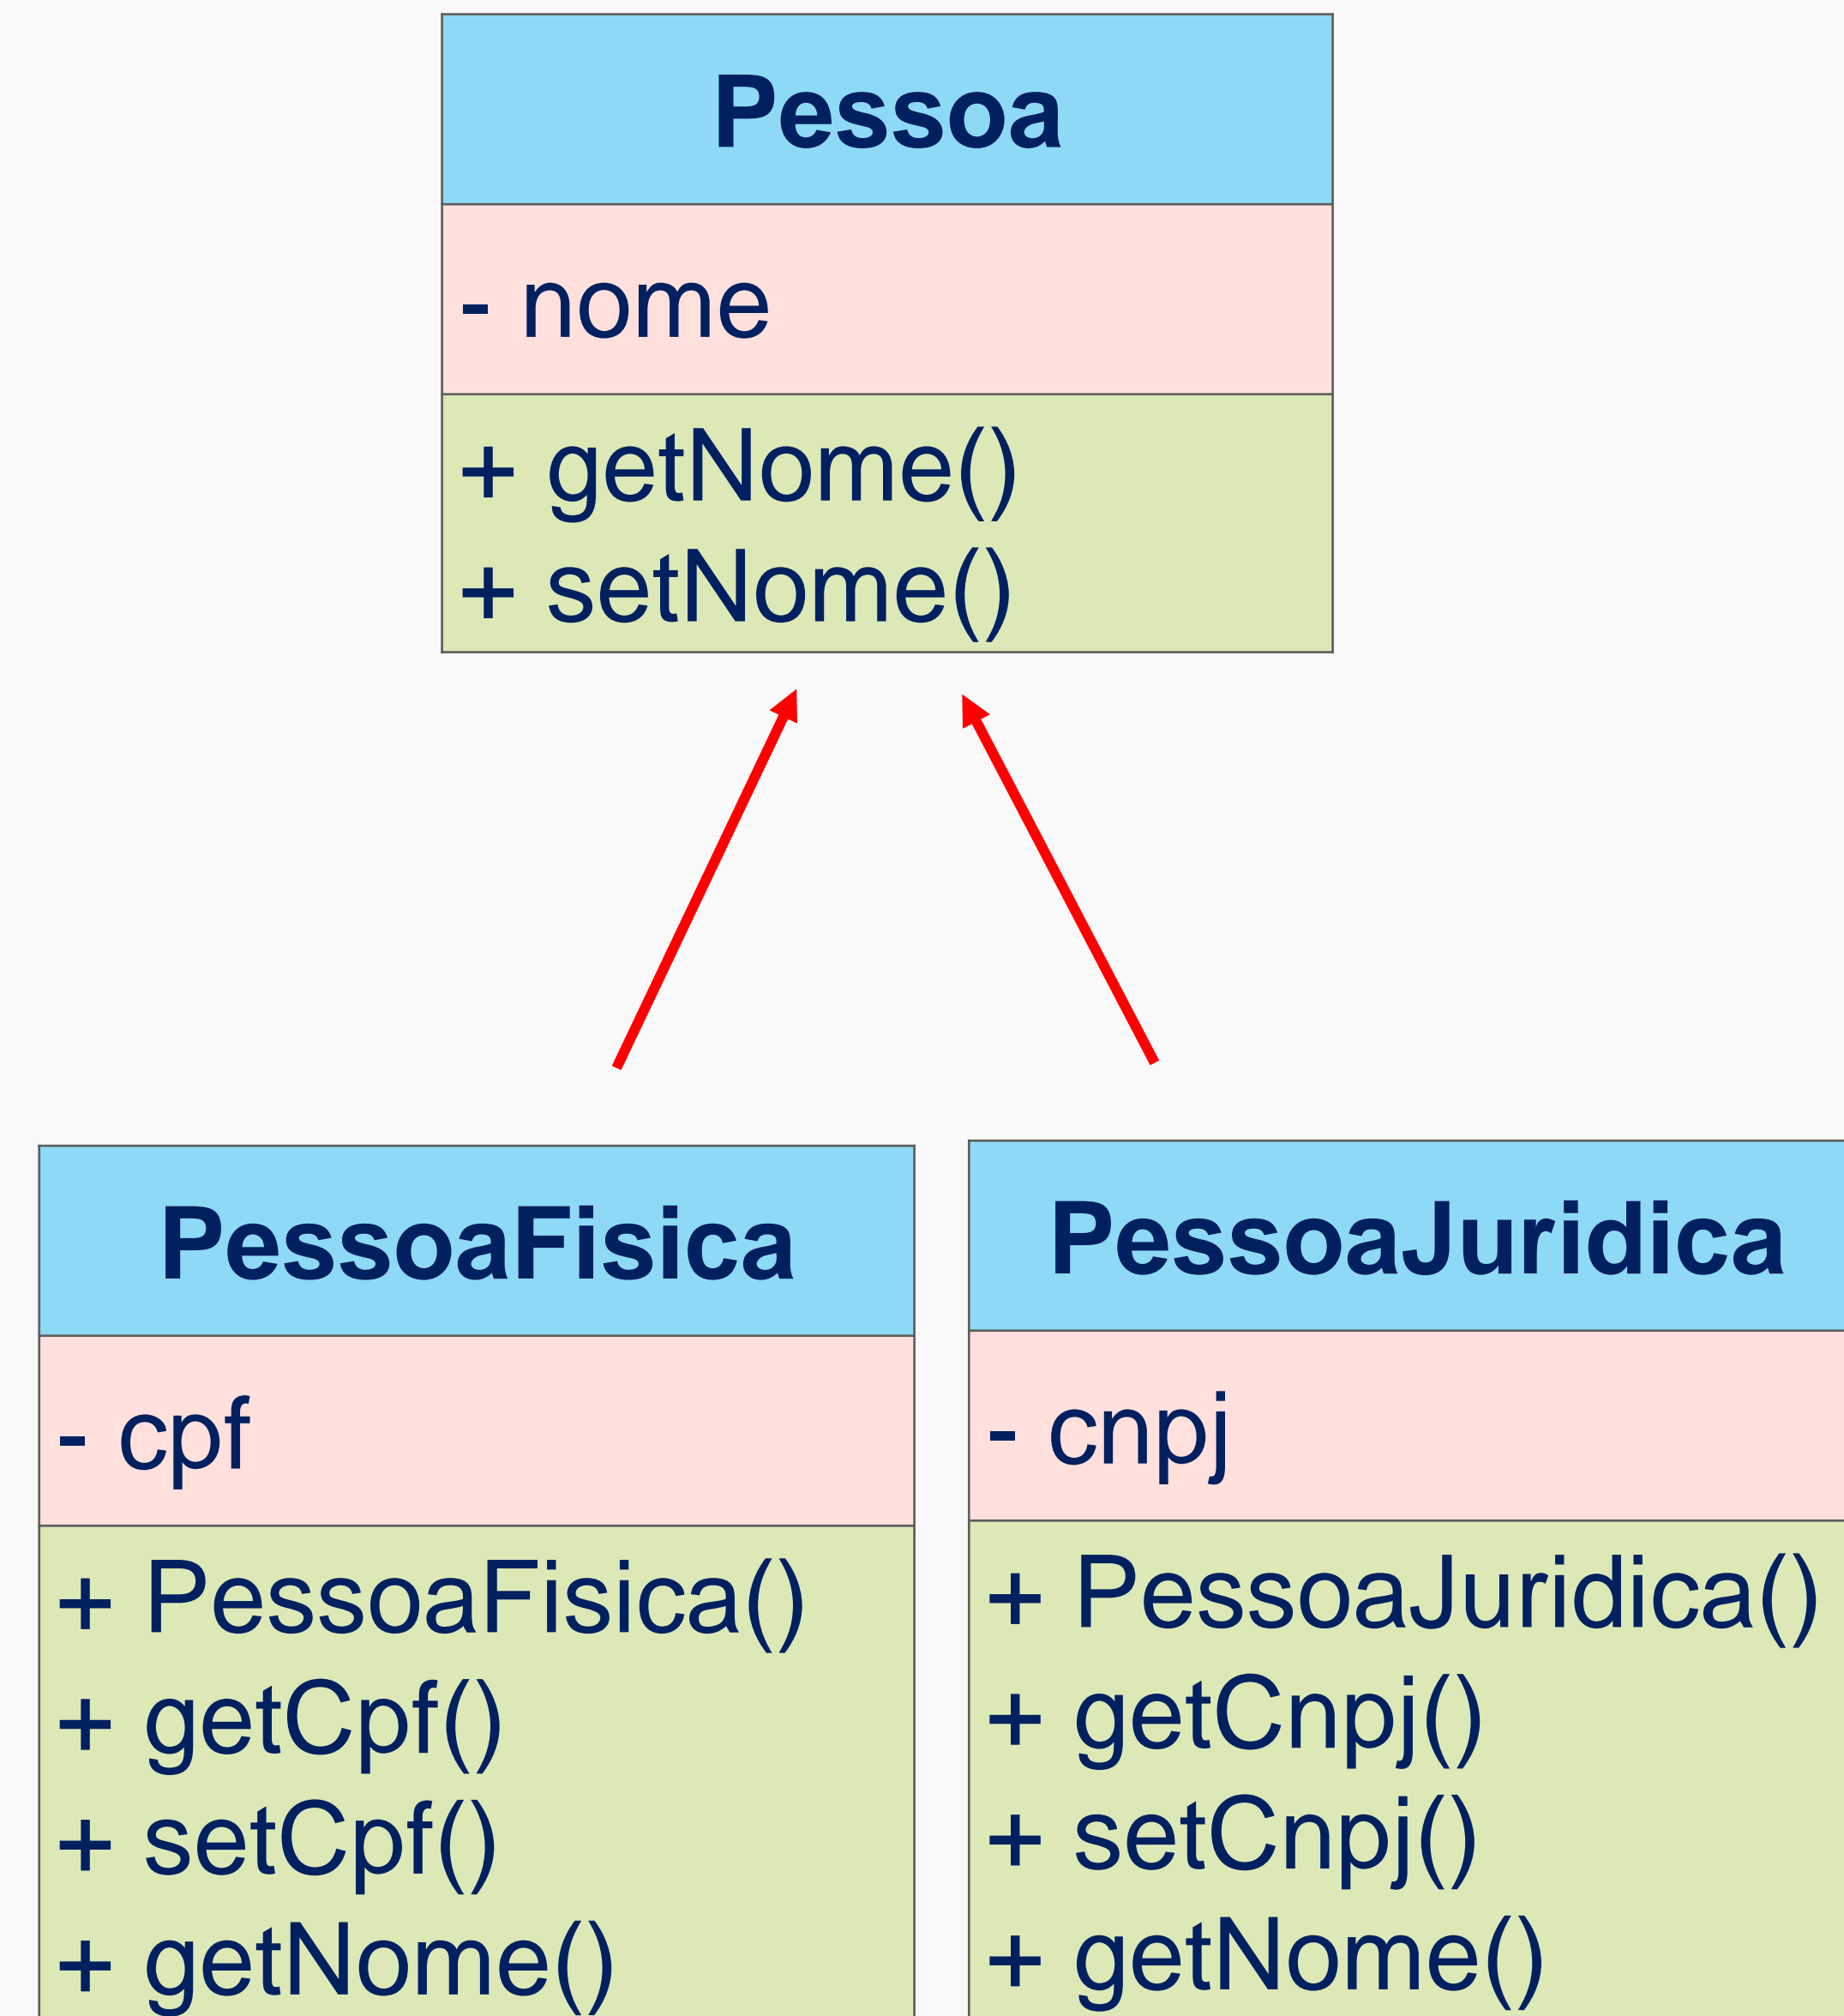 Pessoa
- nome
+ getNome()
+ setNome()
PessoaFisica
- cpf
+ PessoaFisica()
+ getCpf()
+ setCpf()
+ getNome()
PessoaJuridica
- cnpj
+ PessoaJuridica()
+ getCnpj()
+ setCnpj()
+ getNome()